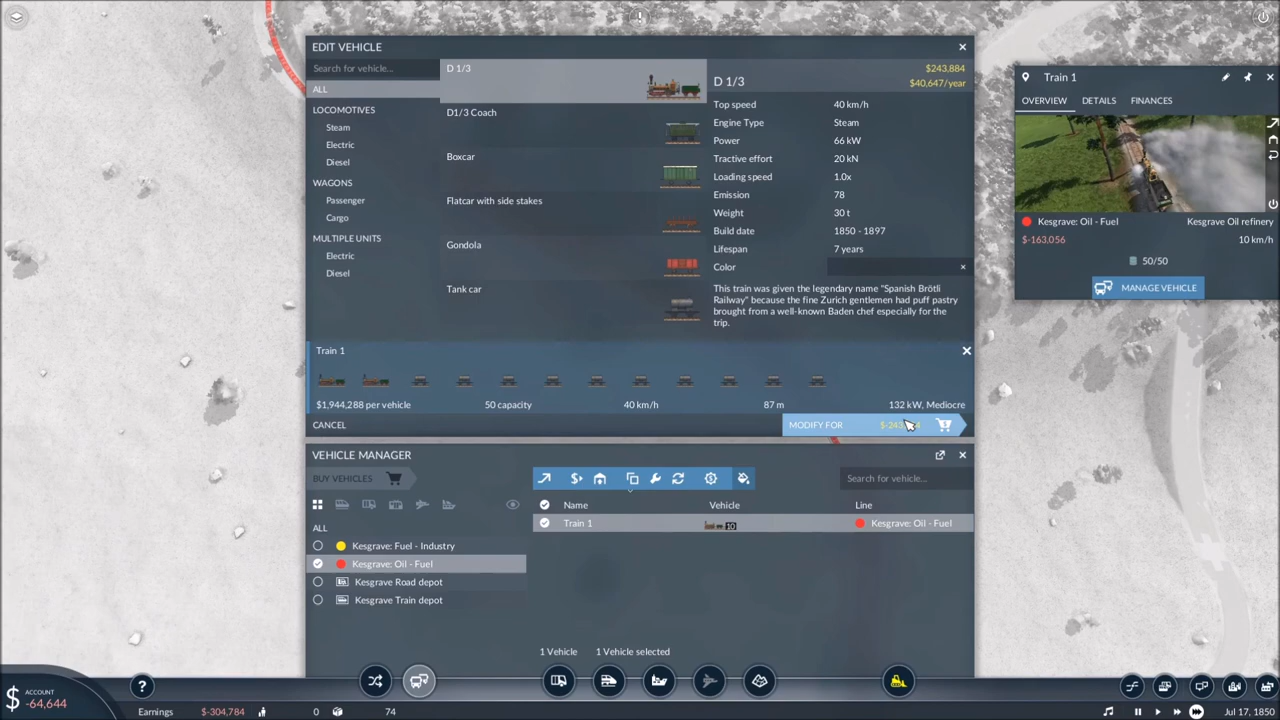 EDIT VEHICLE
Search for vehicle...
ALL
LOCOMOTIVES
Steam
Electric
Diesel
WAGONS
Passenger
Cargo
MULTIPLE UNITS
Electric
Diesel
D 1/3
D1/3 Coach
Boxcar
Flatcar with side stakes
Gondola
Tank car
D 1/3
$243,884
$40,647/year
Top speed 40 km/h
Engine Type Steam
Power 66 kW
Tractive effort 20 kN
Loading speed 1.0x
Emission 78
Weight 30 t
Build date 1850 - 1897
Lifespan 7 years
Color
This train was given the legendary name "Spanish Brötli
Railway" because the fine Zurich gentlemen had puff pastry
brought from a well-known Baden chef especially for the
trip.
Train 1
$1,944,288 per vehicle 50 capacity 40 km/h 87 m 132 kW, Mediocre
CANCEL
MODIFY FOR
VEHICLE MANAGER
BUY VEHICLES
Search for vehicle...
ALL
Kesgrave: Fuel - Industry
Kesgrave: Oil - Fuel
Kesgrave Road depot
Kesgrave Train depot
Name Vehicle Line
Train 1 10 Kesgrave: Oil - Fuel
1 Vehicle 1 Vehicle selected
Train 1
OVERVIEW DETAILS FINANCES
Kesgrave: Oil - Fuel Kesgrave Oil refinery
$-163,056 10 km/h
50/50
MANAGE VEHICLE
$ ACCOUNT
-64,644
?
Earnings $-304,784 0 74
Jul 17, 1850